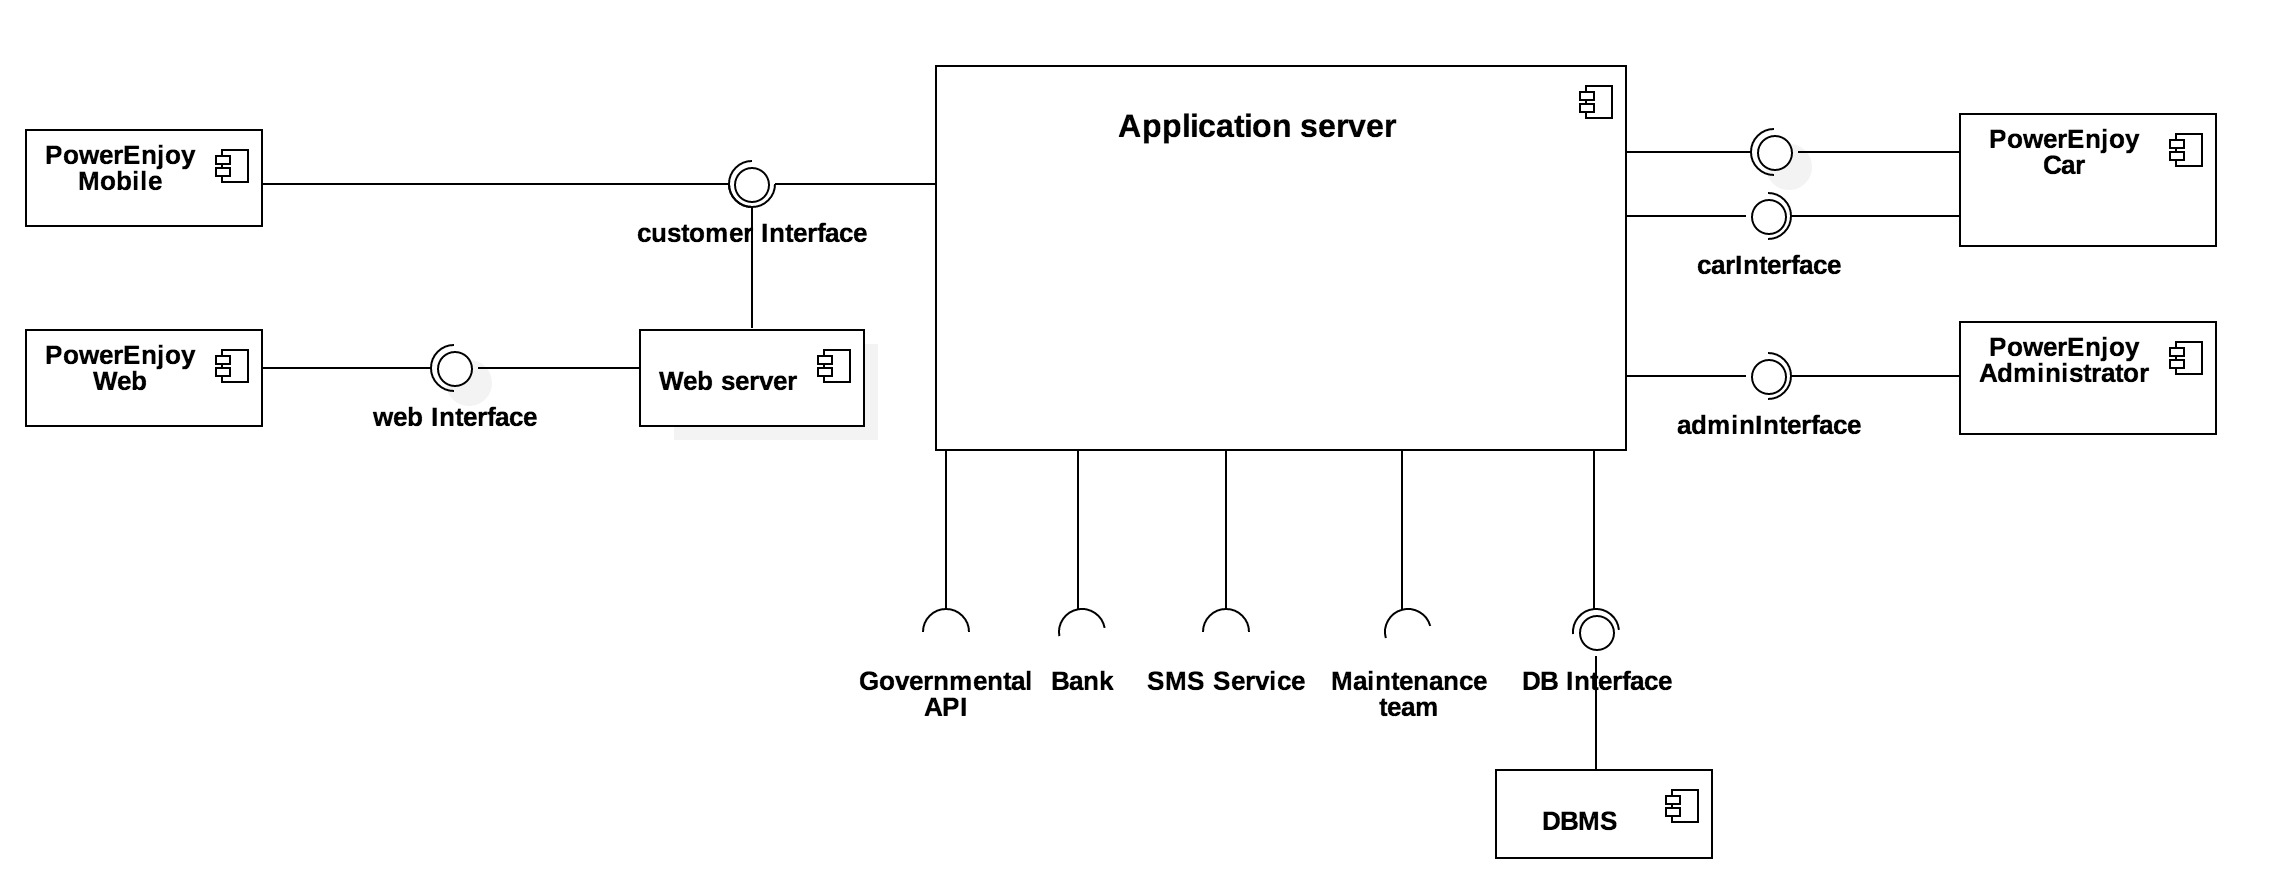 Application server
PowerEnjoy
Mobile
customer Interface
PowerEnjoy
Web
web Interface
Web server
PowerEnjoy
Car
carInterface
PowerEnjoy
Administrator
adminInterface
Governmental
API
Bank
SMS Service
Maintenance
team
DB Interface
DBMS